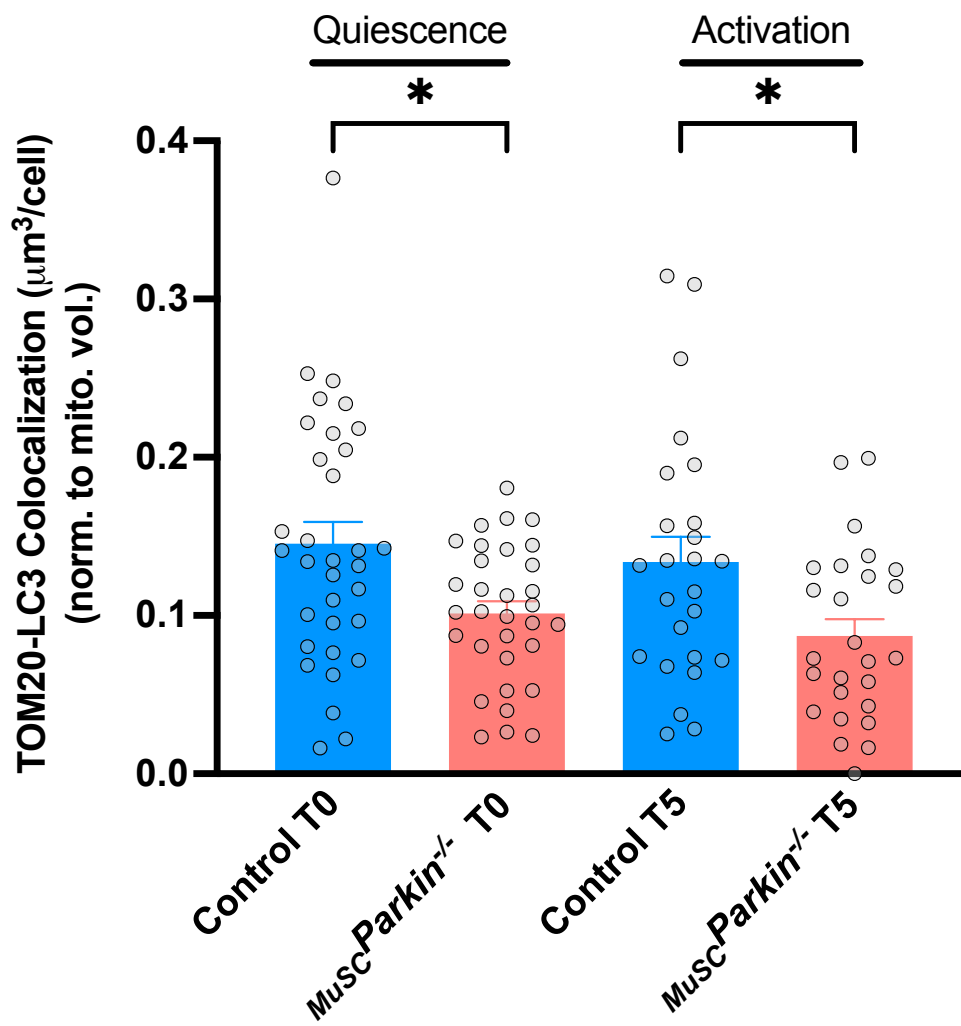 Quiescence
Activation
*
*
TOM20-LC3 Colocalization (μm³/cell)
(norm. to mito. vol.)
0.4
0.3
0.2
0.1
0.0
Control T0
MuSCParkin-/- T0
Control T5
MuSCParkin-/- T5